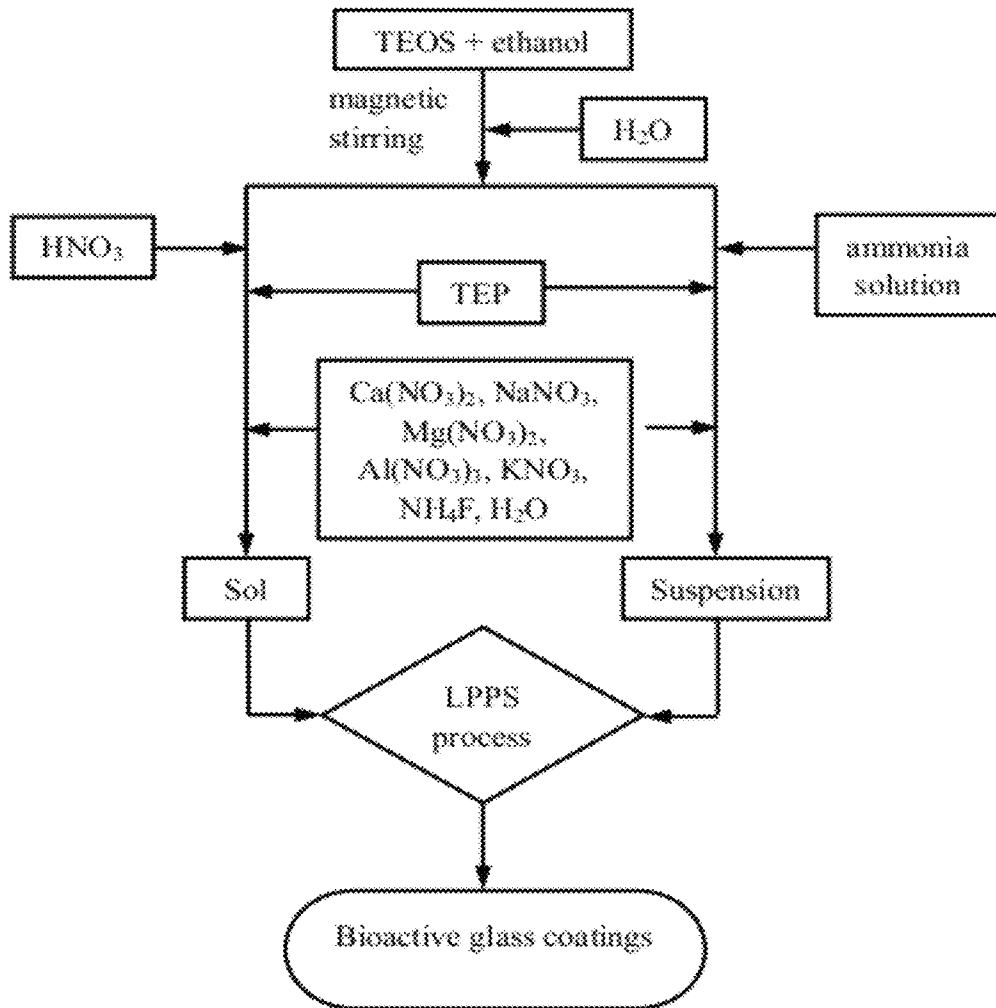 TEOS + ethanol
magnetic
stirring
H₂O
HNO₃
ammonia
solution
TEP
Ca(NO₃)₂, NaNO₃,
Mg(NO₃)₂,
Al(NO₃)₃, KNO₃,
NH₄F, H₂O
Sol
Suspension
LPPS
process
Bioactive glass coatings